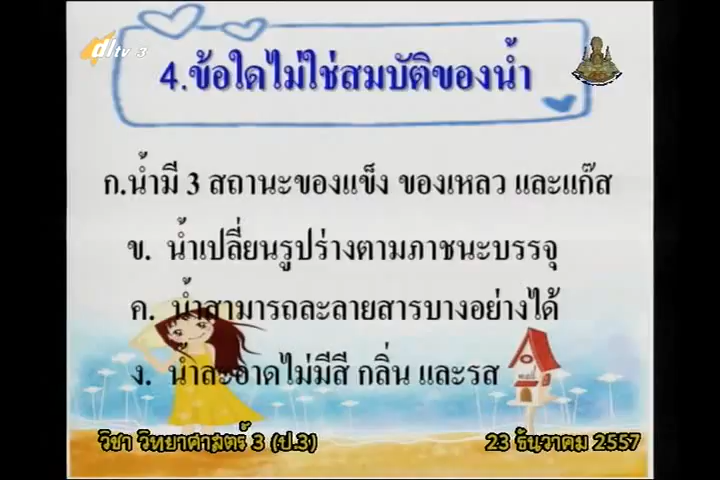 dltv 3
4.ข้อใดไม่ใช่สมบัติของน้ำ
ก.น้ำมี 3 สถานะของแข็ง ของเหลว และแก๊ส
ข. น้ำเปลี่ยนรูปร่างตามภาชนะบรรจุ
ค. น้ำสามารถละลายสารบางอย่างได้
ง. น้ำสะอาดไม่มีสี กลิ่น และรส
วิชา วิทยาศาสตร์ 3 (ป.3)
23 ธันวาคม 2557